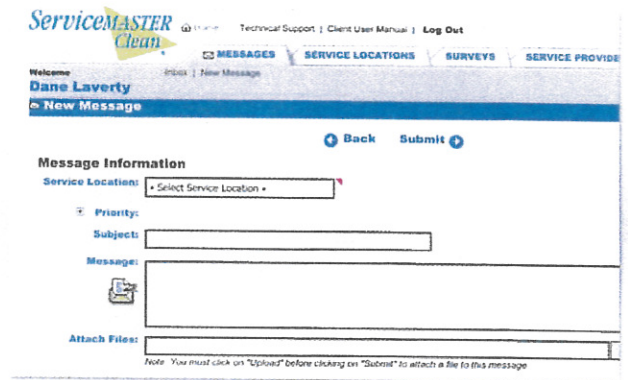 ServiceMASTER Clean
Home Technical Support | Client User Manual | Log Out
MESSAGES SERVICE LOCATIONS SURVEYS SERVICE PROVIDE
Welcome Inbox | New Message
Dane Laverty
New Message
Back Submit
Message Information
Service Location: • Select Service Location •
Priority:
Subject:
Message:
Attach Files:
Note: You must click on "Upload" before clicking on "Submit" to attach a file to this message